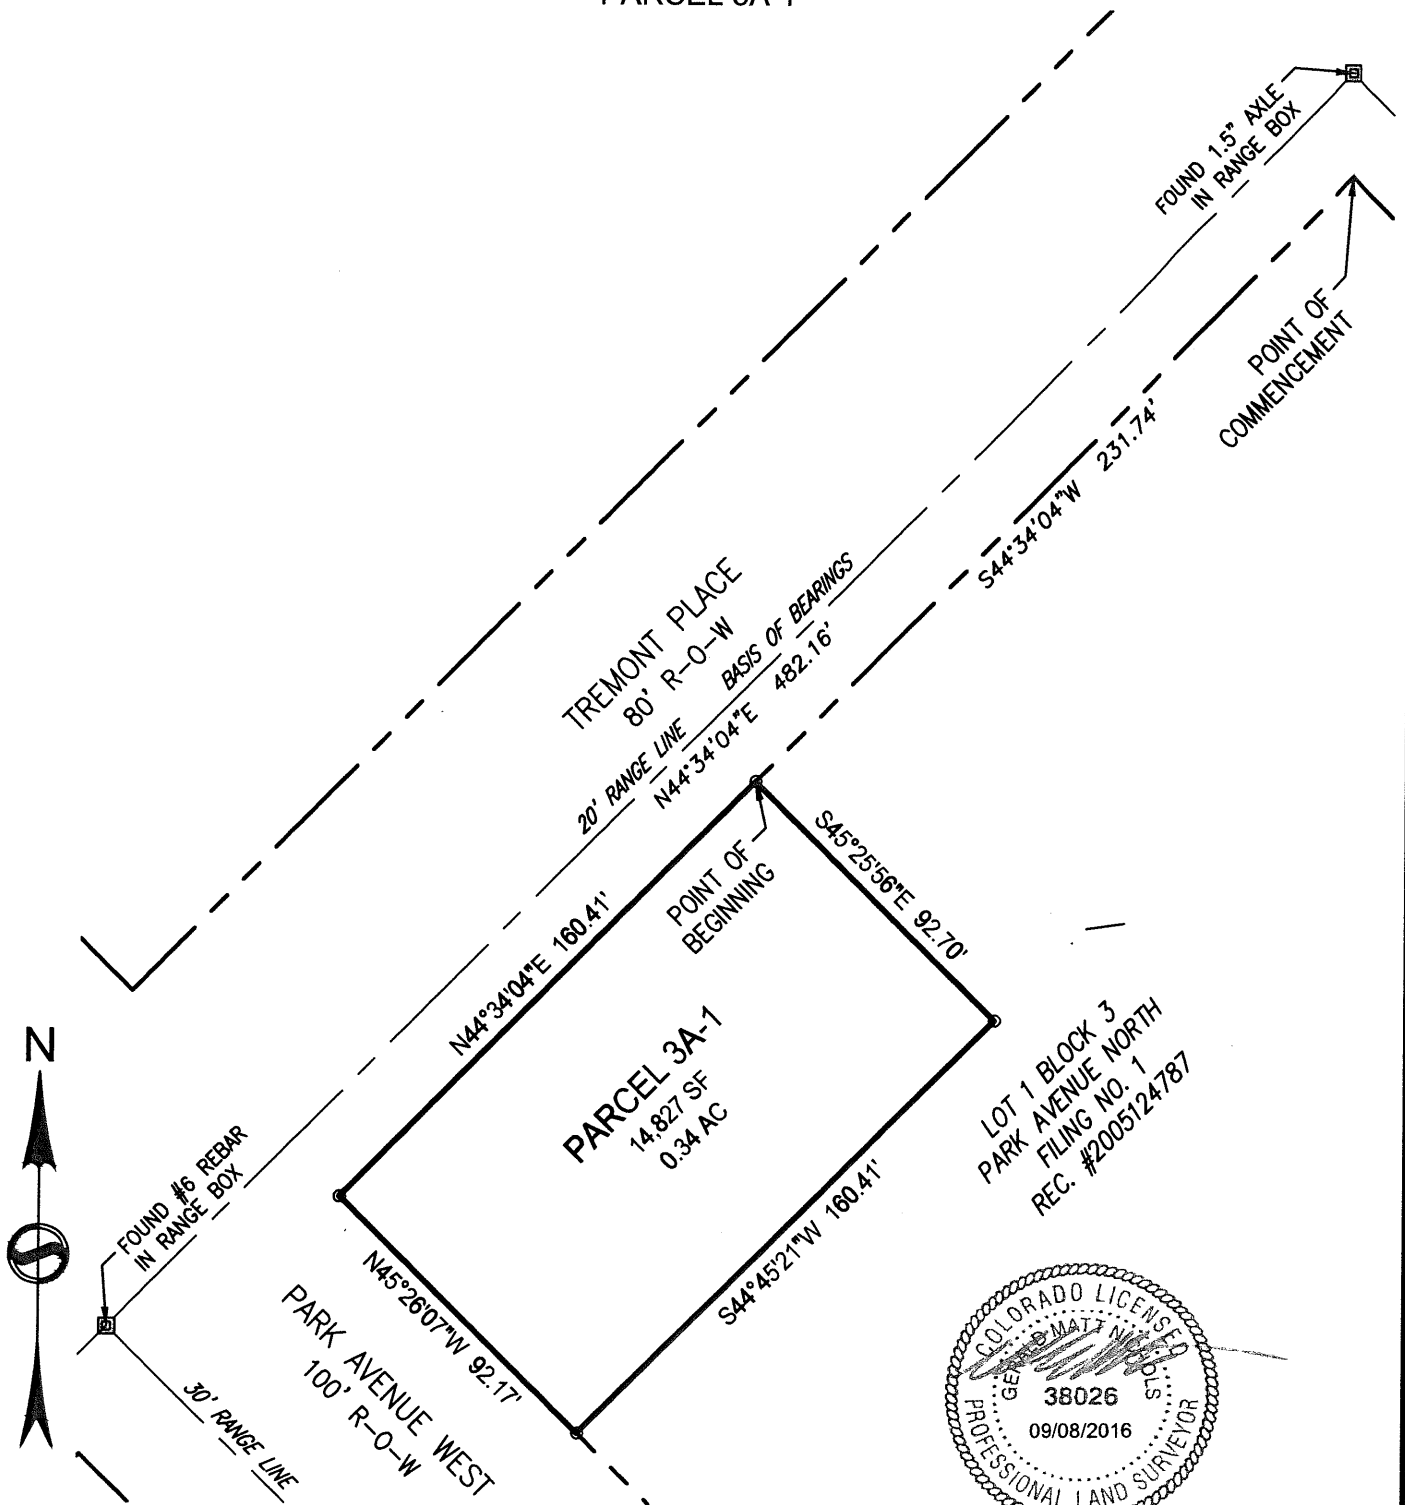 PARCEL 3A-1
FOUND 1.5" AXLE
IN RANGE BOX
POINT OF
COMMENCEMENT
S44°34'04"W 231.74'
TREMONT PLACE
80' R-O-W
20' RANGE LINE BASIS OF BEARINGS
N44°34'04"E 482.16'
POINT OF
BEGINNING
S45°25'56"E 92.70'
N44°34'04"E 160.41'
PARCEL 3A-1
14,827 SF
0.34 AC
LOT 1 BLOCK 3
PARK AVENUE NORTH
FILING NO. 1
REC. #2005124787
N
FOUND #6 REBAR
IN RANGE BOX
S44°45'21"W 160.41'
N45°26'07"W 92.17'
PARK AVENUE WEST
100' R-O-W
30' RANGE LINE
S
COLORADO LICENSED
MATT
38026
09/08/2016
PROFESSIONAL LAND SURVEYOR